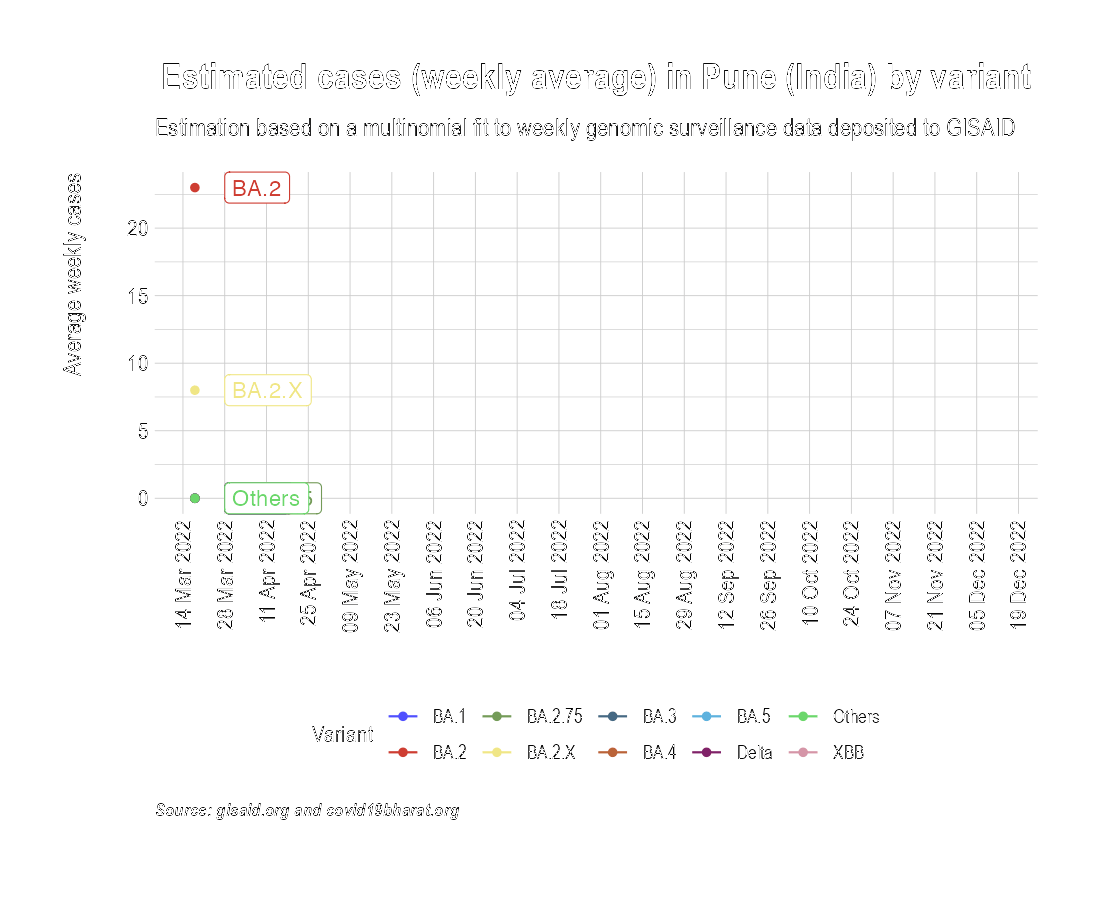 Estimated cases (weekly average) in Pune (India) by variant
Estimation based on a multinomial fit to weekly genomic surveillance data deposited to GISAID
Average weekly cases
20
15
10
5
0
BA.2
BA.2.X
Others
14 Mar 2022
28 Mar 2022
11 Apr 2022
25 Apr 2022
09 May 2022
23 May 2022
06 Jun 2022
20 Jun 2022
04 Jul 2022
18 Jul 2022
01 Aug 2022
15 Aug 2022
29 Aug 2022
12 Sep 2022
26 Sep 2022
10 Oct 2022
24 Oct 2022
07 Nov 2022
21 Nov 2022
05 Dec 2022
19 Dec 2022
Variant
BA.1 BA.2.75 BA.3 BA.5 Others
BA.2 BA.2.X BA.4 Delta XBB
Source: gisaid.org and covid19bharat.org